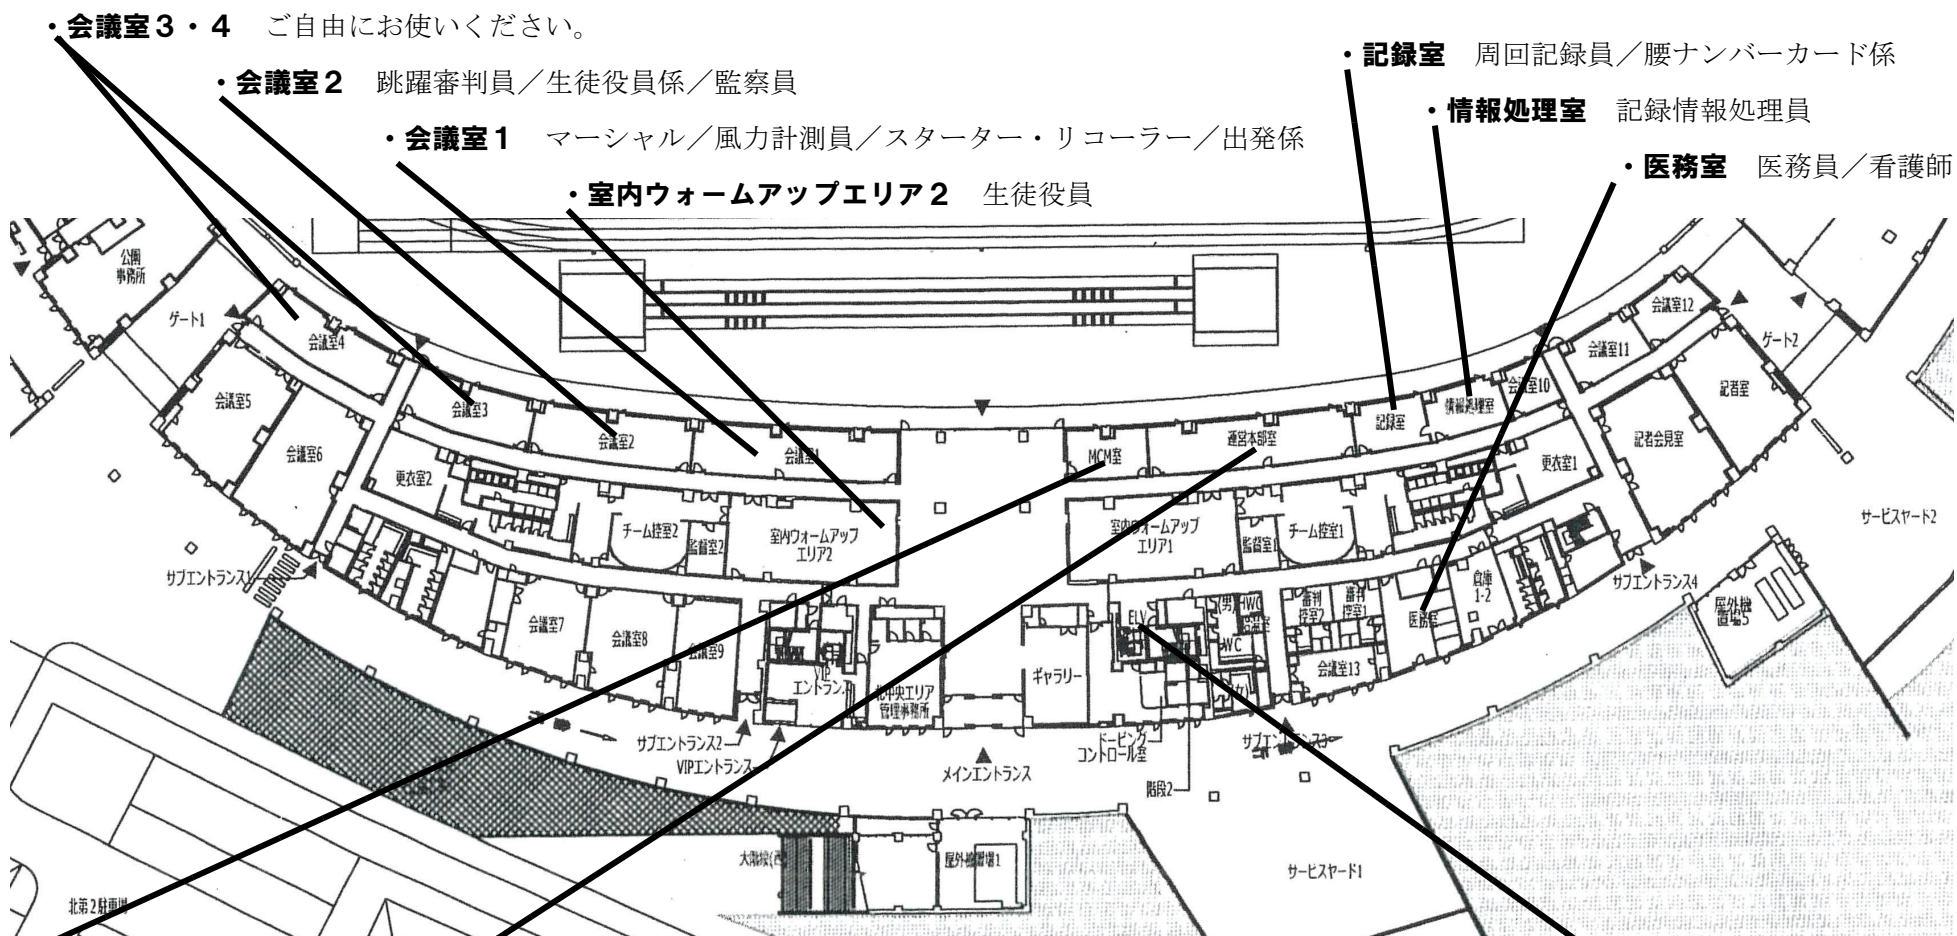 ・会議室３・４　ご自由にお使いください。
・会議室２　跳躍審判員／生徒役員係／監察員
・会議室１　マーシャル／風力計測員／スターター・リコーラー／出発係
・室内ウォームアップエリア２　生徒役員
・記録室　周回記録員／腰ナンバーカード係
・情報処理室　記録情報処理員
・医務室　医務員／看護師
公園
事務所
ゲート1
会議室4
会議室3
会議室2
会議室1
会議室5
会議室6
更衣室2
チーム控室2
監督室2
室内ウォームアップ
エリア2
MCM室
運営本部室
記録室
情報処理室
会議室10
会議室11
会議室12
ゲート2
記者室
記者会見室
更衣室1
室内ウォームアップ
エリア1
監督室1
チーム控室1
サービスヤード2
サブエントランス1
会議室7
会議室8
会議室9
VIP
エントランス
北中央エリア
管理事務所
ギャラリー
ELV
(男)
WC
審判
控室2
審判
控室1
会議室13
医務室
倉庫
1-2
サブエントランス4
屋外機
置場5
サブエントランス2
VIPエントランス
メインエントランス
ドーピング
コントロール室
階段2
サブエントランス3
大階段(西)
屋外機置場1
サービスヤード1
北第2駐車場